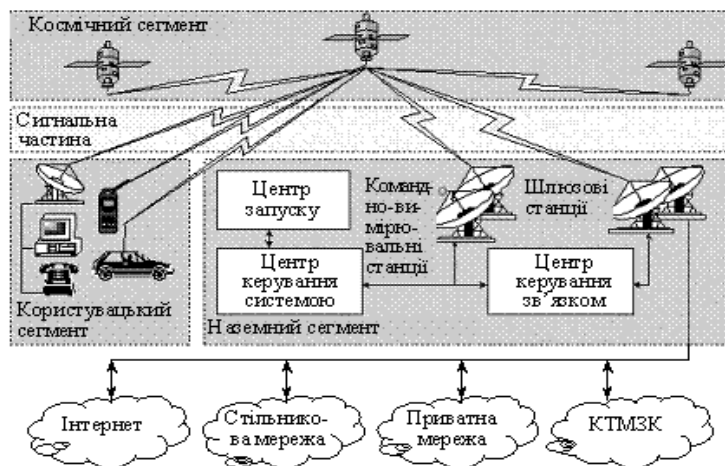 Космічний сегмент
Сигнальна
частина
Центр
запуску
Команд-
но-ви-
мірю-
вальні
станції
Шлюзові
станції
Центр
керування
системою
Центр
керування
зв’язком
Користувацький
сегмент
Наземний сегмент
Інтернет
Стільнико-
ва мережа
Приватна
мережа
КТМЗК